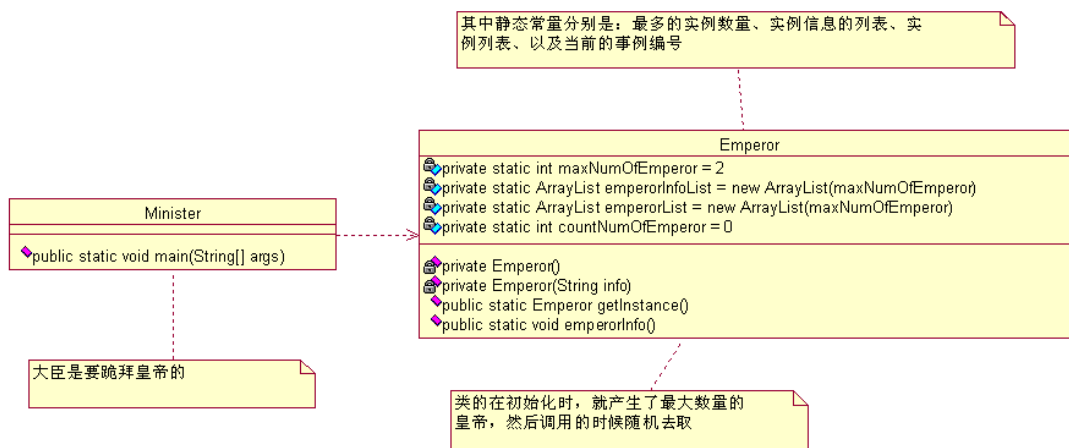 其中静态常量分别是：最多的实例数量、实例信息的列表、实
例列表、以及当前的事例编号
Emperor
private static int maxNumOfEmperor = 2
private static ArrayList emperorInfoList = new ArrayList(maxNumOfEmperor)
private static ArrayList emperorList = new ArrayList(maxNumOfEmperor)
private static int countNumOfEmperor = 0
private Emperor()
private Emperor(String info)
public static Emperor getInstance()
public static void emperorInfo()
Minister
public static void main(String[] args)
大臣是要跪拜皇帝的
类的在初始化时，就产生了最大数量的
皇帝，然后调用的时候随机去取